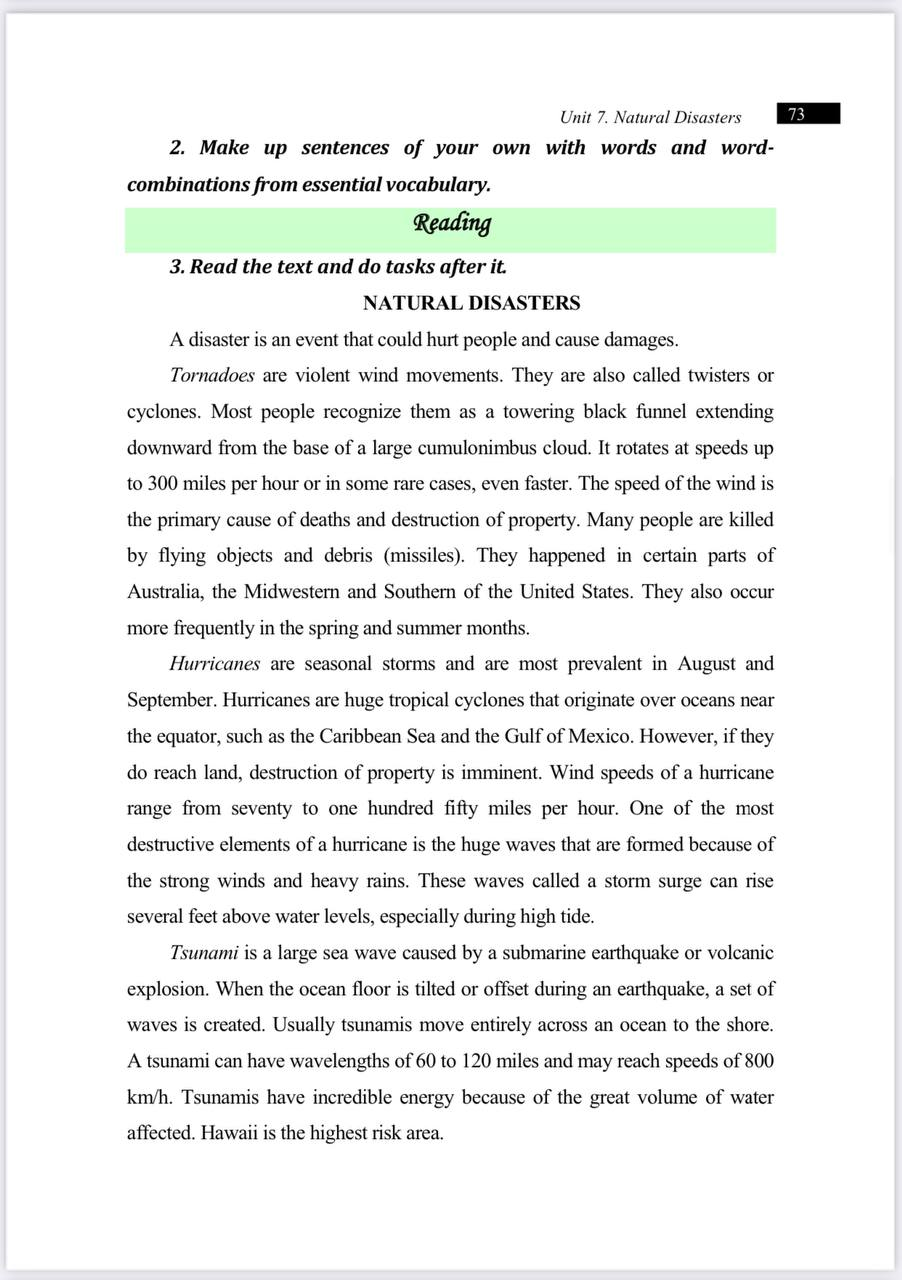 Unit 7. Natural Disasters 73
2. Make up sentences of your own with words and word-
combinations from essential vocabulary.
Reading
3. Read the text and do tasks after it.
NATURAL DISASTERS
A disaster is an event that could hurt people and cause damages.
Tornadoes are violent wind movements. They are also called twisters or
cyclones. Most people recognize them as a towering black funnel extending
downward from the base of a large cumulonimbus cloud. It rotates at speeds up
to 300 miles per hour or in some rare cases, even faster. The speed of the wind is
the primary cause of deaths and destruction of property. Many people are killed
by flying objects and debris (missiles). They happened in certain parts of
Australia, the Midwestern and Southern of the United States. They also occur
more frequently in the spring and summer months.
Hurricanes are seasonal storms and are most prevalent in August and
September. Hurricanes are huge tropical cyclones that originate over oceans near
the equator, such as the Caribbean Sea and the Gulf of Mexico. However, if they
do reach land, destruction of property is imminent. Wind speeds of a hurricane
range from seventy to one hundred fifty miles per hour. One of the most
destructive elements of a hurricane is the huge waves that are formed because of
the strong winds and heavy rains. These waves called a storm surge can rise
several feet above water levels, especially during high tide.
Tsunami is a large sea wave caused by a submarine earthquake or volcanic
explosion. When the ocean floor is tilted or offset during an earthquake, a set of
waves is created. Usually tsunamis move entirely across an ocean to the shore.
A tsunami can have wavelengths of 60 to 120 miles and may reach speeds of 800
km/h. Tsunamis have incredible energy because of the great volume of water
affected. Hawaii is the highest risk area.